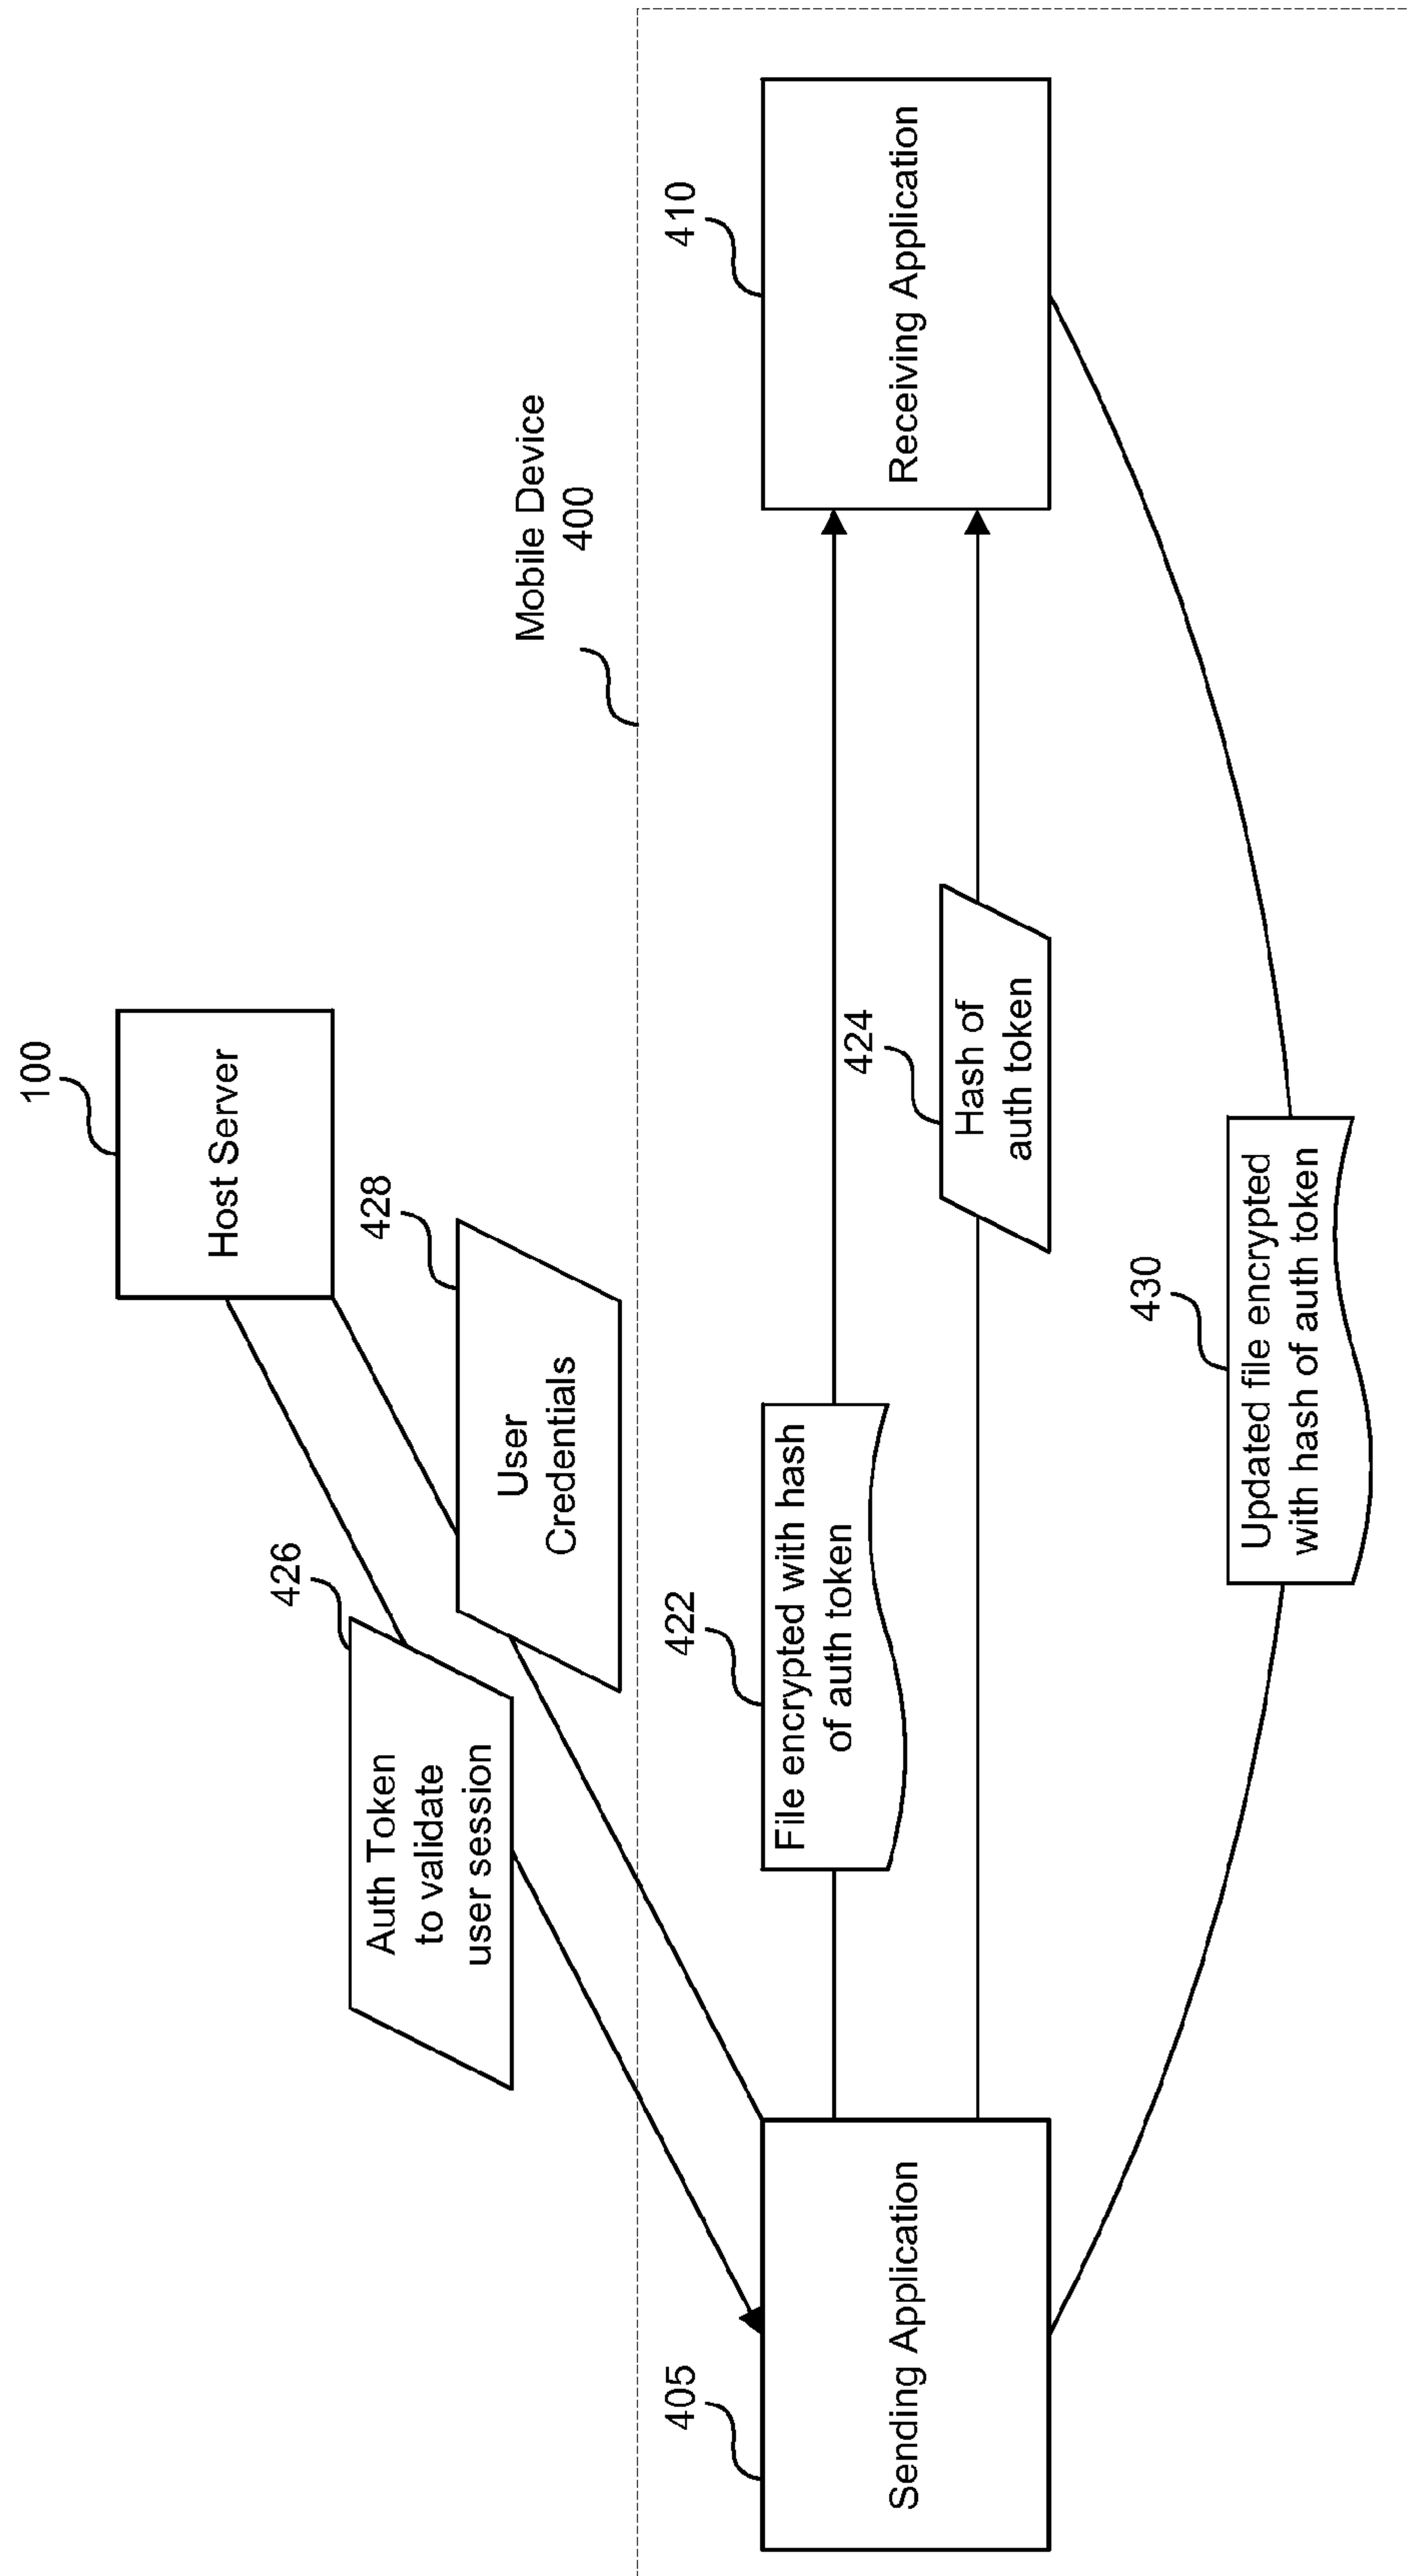 100
Host Server
426
428
Auth Token
to validate
user session
User
Credentials
Mobile Device
400
405
422
410
Sending Application
File encrypted with hash
of auth token
424
Hash of
auth token
Receiving Application
430
Updated file encrypted
with hash of auth token